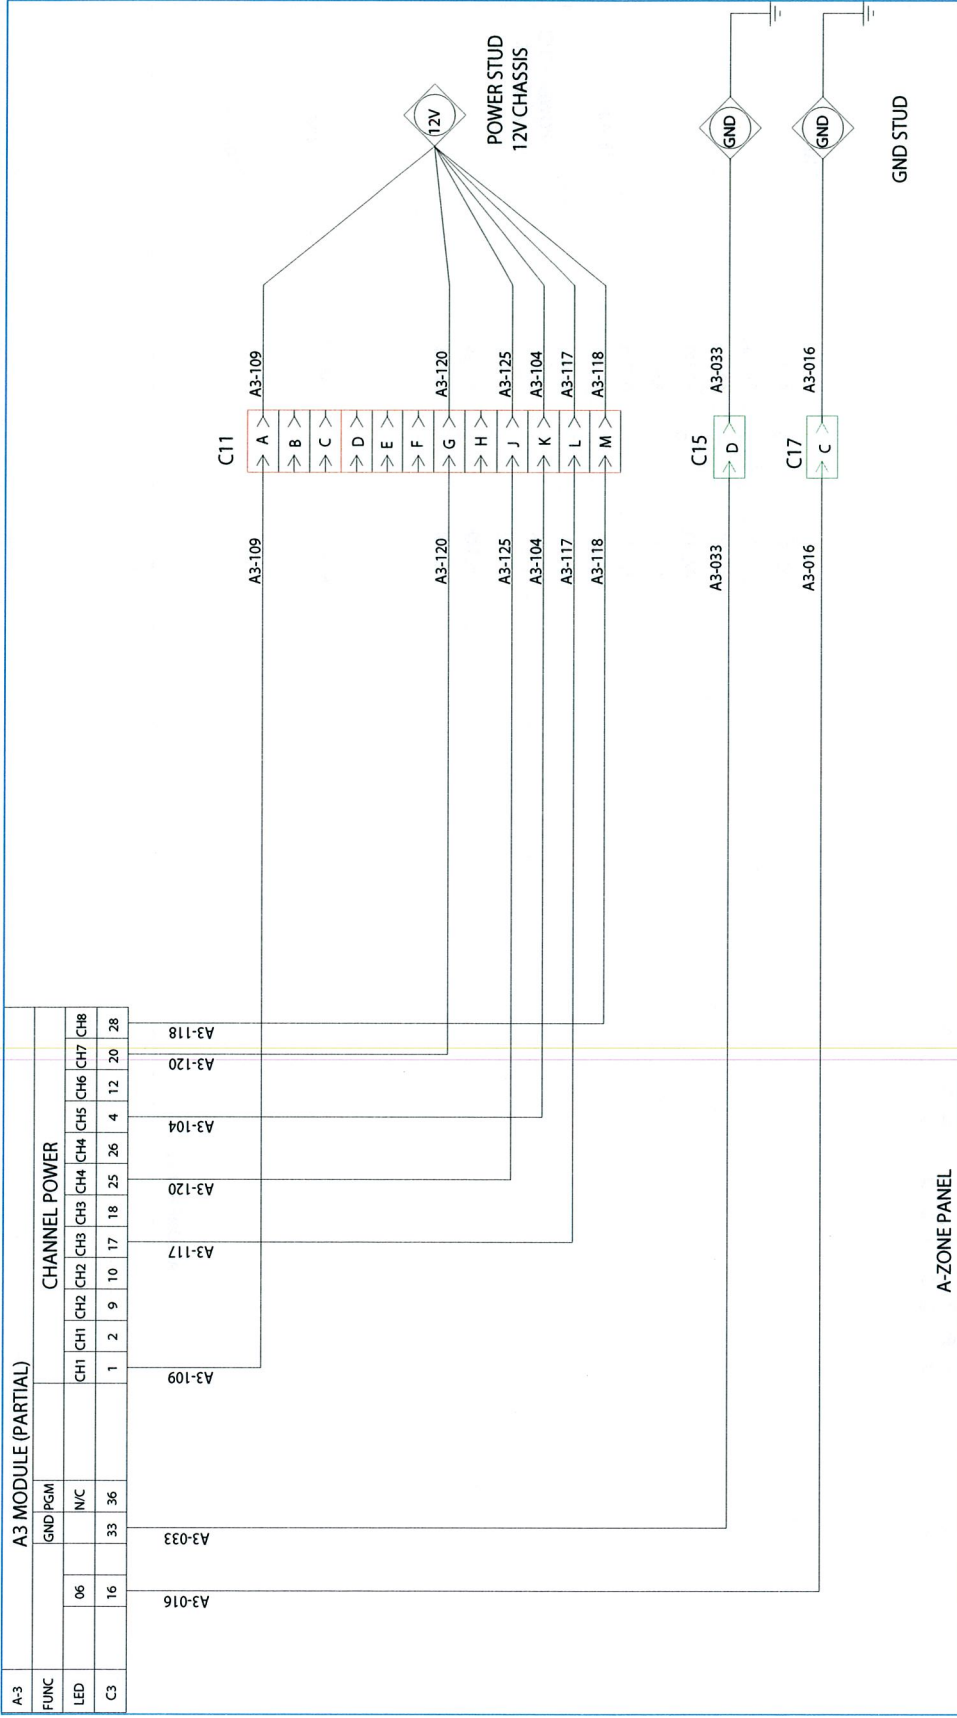 A-3
A3 MODULE (PARTIAL)
FUNC
GND
PGM
CHANNEL POWER
LED
06
N/C
CH1
CH1
CH2
CH2
CH3
CH3
CH4
CH4
CH5
CH6
CH7
CH8
C3
16
33
36
1
2
9
10
17
18
25
26
4
12
20
28
A3-016
A3-033
A3-109
A3-117
A3-120
A3-104
A3-120
A3-118
C11
A3-109
A
A3-109
B
C
D
E
F
A3-120
G
A3-120
H
A3-125
J
A3-125
A3-104
K
A3-104
A3-117
L
A3-117
A3-118
M
A3-118
12V
POWER STUD
12V CHASSIS
C15
A3-033
D
A3-033
GND
C17
A3-016
C
A3-016
GND
GND STUD
A-ZONE PANEL